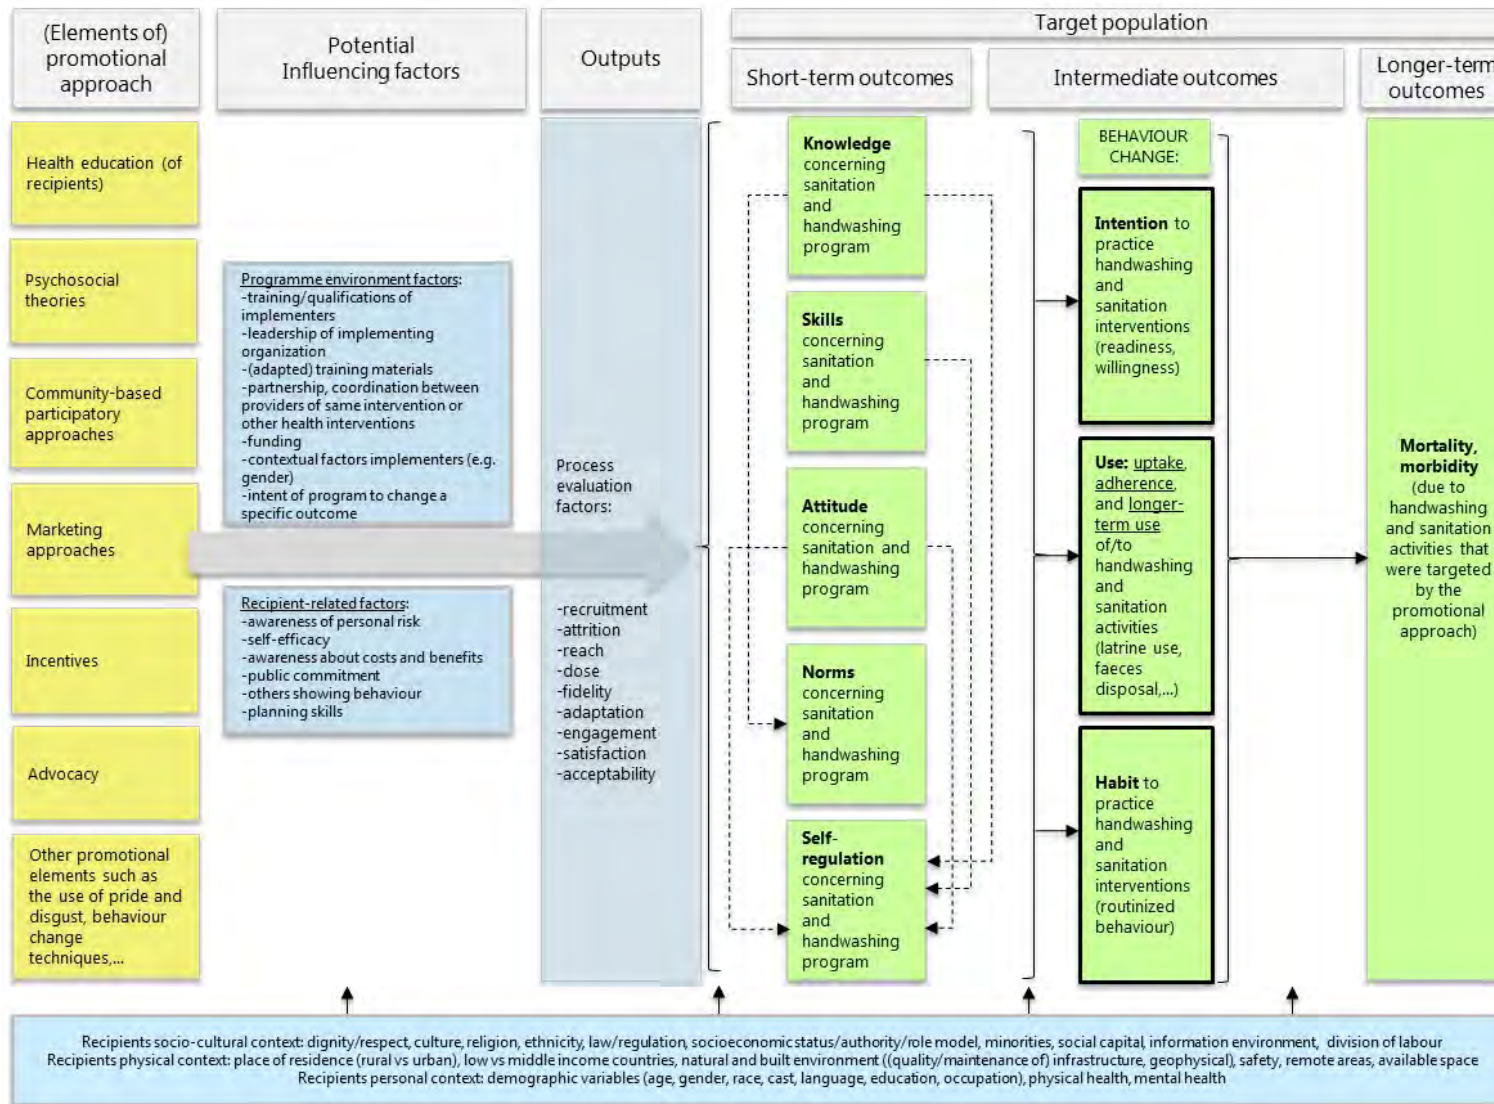 (Elements of)
promotional
approach
Potential
Influencing factors
Outputs
Target population
Short-term outcomes
Intermediate outcomes
Longer-term
outcomes
Health education (of
recipients)
Psychosocial
theories
Community-based
participatory
approaches
Marketing
approaches
Incentives
Advocacy
Other promotional
elements such as
the use of pride and
disgust, behaviour
change
techniques,...
Programme environment factors:
-training/qualifications of
implementers
-leadership of implementing
organization
-(adapted) training materials
-partnership, coordination between
providers of same intervention or
other health interventions
-funding
-contextual factors implementers (e.g.
gender)
-intent of program to change a
specific outcome
Recipient-related factors:
-awareness of personal risk
-self-efficacy
-awareness about costs and benefits
-public commitment
-others showing behaviour
-planning skills
Process
evaluation
factors:
-recruitment
-attrition
-reach
-dose
-fidelity
-adaptation
-engagement
-satisfaction
-acceptability
Knowledge
concerning
sanitation
and
handwashing
program
Skills
concerning
sanitation
and
handwashing
program
Attitude
concerning
sanitation and
handwashing
program
Norms
concerning
sanitation
and
handwashing
program
Self-
regulation
concerning
sanitation
and
handwashing
program
BEHAVIOUR
CHANGE:
Intention to
practice
handwashing
and
sanitation
interventions
(readiness,
willingness)
Use: uptake,
adherence,
and longer-
term use
of/to
handwashing
and
sanitation
activities
(latrine use,
faeces
disposal,...)
Habit to
practice
handwashing
and
sanitation
interventions
(routinized
behaviour)
Mortality,
morbidity
(due to
handwashing
and sanitation
activities that
were targeted
by the
promotional
approach)
Recipients socio-cultural context: dignity/respect, culture, religion, ethnicity, law/regulation, socioeconomic status/authority/role model, minorities, social capital, information environment, division of labour
Recipients physical context: place of residence (rural vs urban), low vs middle income countries, natural and built environment ((quality/maintenance of) infrastructure, geophysical), safety, remote areas, available space
Recipients personal context: demographic variables (age, gender, race, cast, language, education, occupation), physical health, mental health